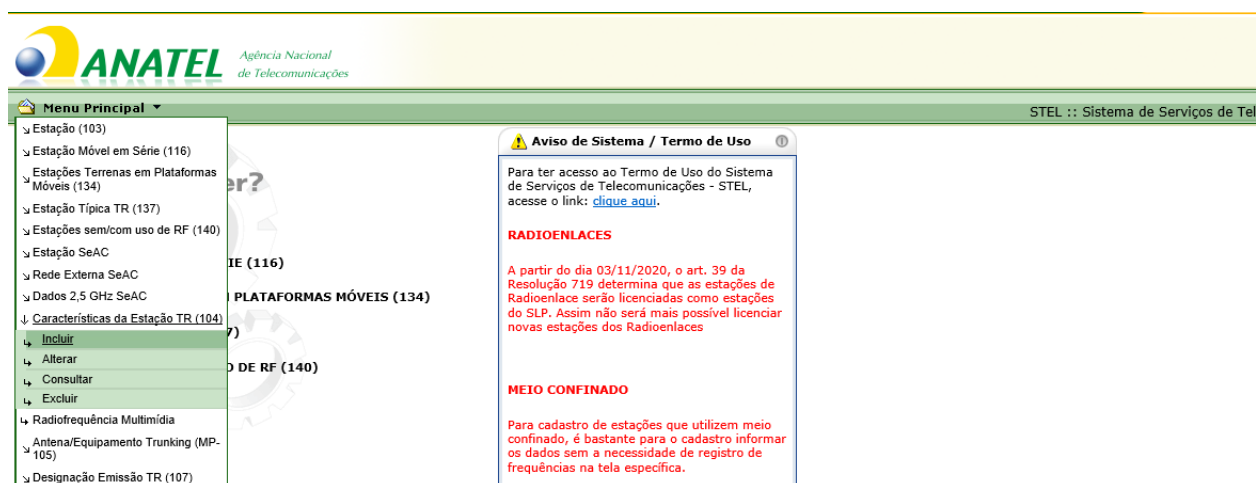 ANATEL
Agência Nacional
de Telecomunicações
Menu Principal
STEL :: Sistema de Serviços de Tel
Estação (103)
Estação Móvel em Série (116)
Estações Terrenas em Plataformas
Móveis (134)
Estação Típica TR (137)
Estações sem/com uso de RF (140)
Estação SeAC
Rede Externa SeAC
Dados 2,5 GHz SeAC
Características da Estação TR (104)
Incluir
Alterar
Consultar
Excluir
Radiofrequência Multimídia
Antena/Equipamento Trunking (MP-
105)
Designação Emissão TR (107)
er?
IE (116)
PLATAFORMAS MÓVEIS (134)
7)
O DE RF (140)
Aviso de Sistema / Termo de Uso
Para ter acesso ao Termo de Uso do Sistema
de Serviços de Telecomunicações - STEL,
acesse o link: clique aqui.
RADIOENLACES
A partir do dia 03/11/2020, o art. 39 da
Resolução 719 determina que as estações de
Radioenlace serão licenciadas como estações
do SLP. Assim não será mais possível licenciar
novas estações dos Radioenlaces
MEIO CONFINADO
Para cadastro de estações que utilizem meio
confinado, é bastante para o cadastro informar
os dados sem a necessidade de registro de
frequências na tela específica.